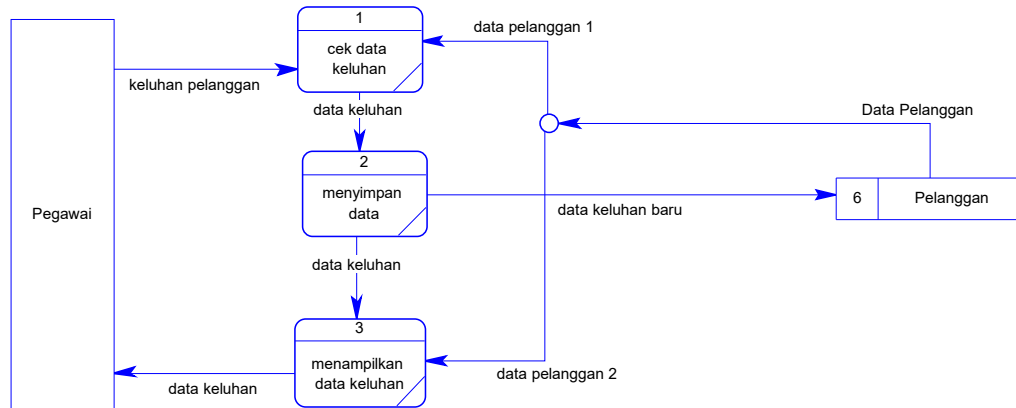 1
data pelanggan 1
cek data
keluhan
keluhan pelanggan
data keluhan
Data Pelanggan
2
menyimpan
data
6
Pelanggan
Pegawai
data keluhan baru
data keluhan
3
menampilkan
data keluhan
data pelanggan 2
data keluhan